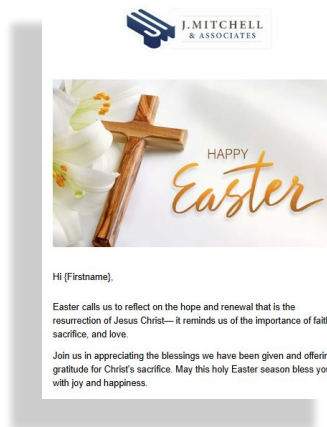 J.MITCHELL
& ASSOCIATES
HAPPY
Easter
Hi {Firstname},
Easter calls us to reflect on the hope and renewal that is the
resurrection of Jesus Christ— it reminds us of the importance of
sacrifice, and love.
Join us in appreciating the blessings we have been given and
gratitude for Christ's sacrifice. May this holy Easter season bless
with joy and happiness.